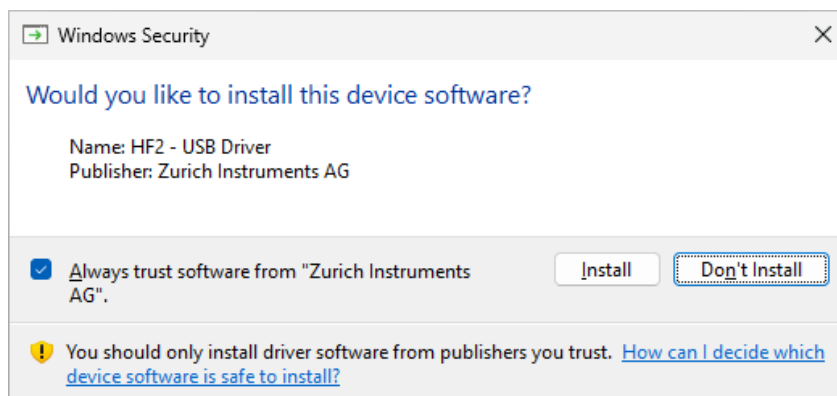 Windows Security
Would you like to install this device software?
Name: HF2 - USB Driver
Publisher: Zurich Instruments AG
Always trust software from "Zurich Instruments
AG".
Install
Don't Install
You should only install driver software from publishers you trust. How can I decide which
device software is safe to install?